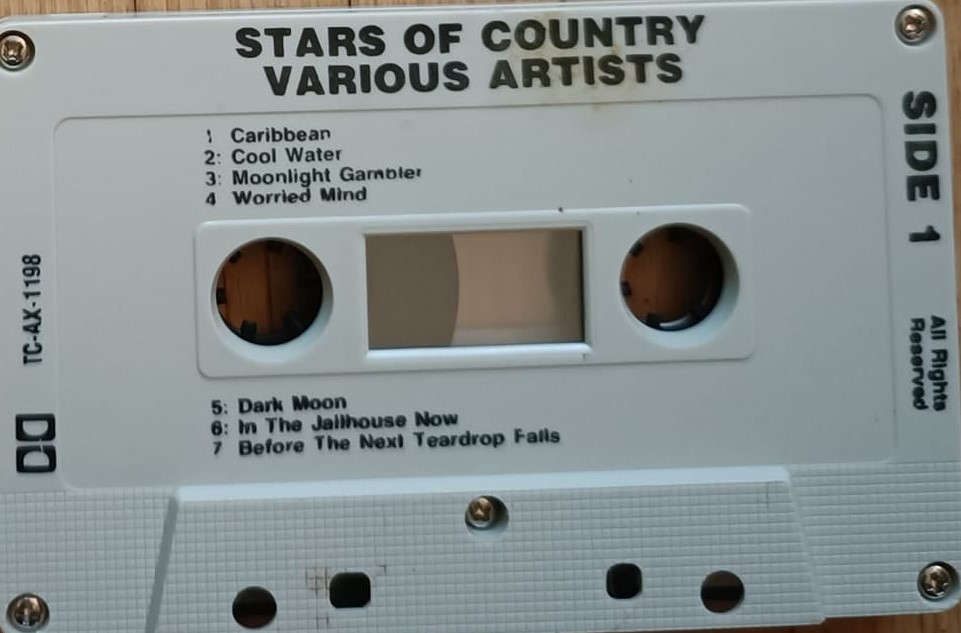 STARS OF COUNTRY
VARIOUS ARTISTS
1 Caribbean
2: Cool Water
3: Moonlight Gambler
4 Worried Mind
SIDE 1
TC-AX-1198
All Rights
Reserved
5: Dark Moon
6: In The Jailhouse Now
7 Before The Next Teardrop Falls